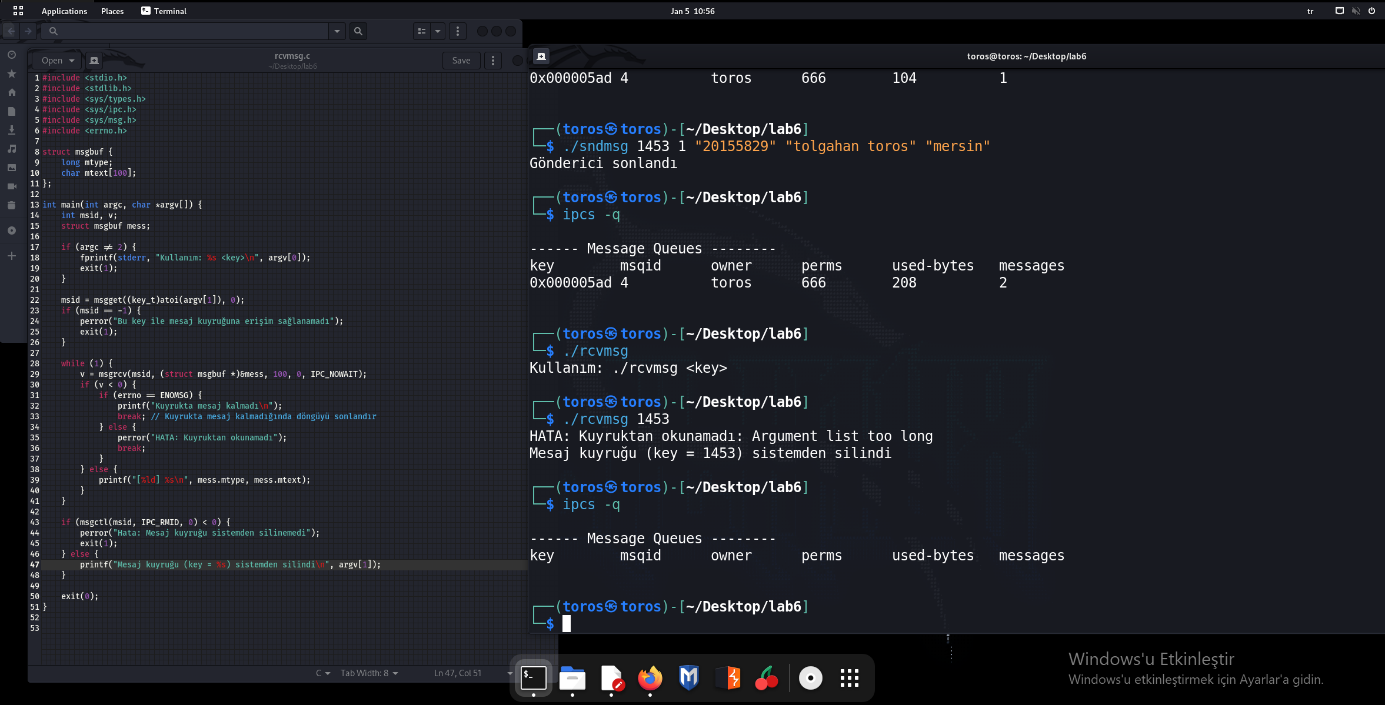 Applications Places Terminal
Jan 5 10:56
tr
Open
rcvmsg.c
~/Desktop/lab6
Save
1 #include <stdio.h>
2 #include <stdlib.h>
3 #include <sys/types.h>
4 #include <sys/ipc.h>
5 #include <sys/msg.h>
6 #include <errno.h>
7
8 struct msgbuf {
9 long mtype;
10 char mtext[100];
11 };
12
13 int main(int argc, char *argv[]) {
14 int msid, v;
15 struct msgbuf mess;
16
17 if (argc ≠ 2) {
18 fprintf(stderr, "Kullanım: %s <key>\n", argv[0]);
19 exit(1);
20 }
21
22 msid = msgget((key_t)atoi(argv[1]), 0);
23 if (msid == -1) {
24 perror("Bu key ile mesaj kuyruğuna erişim sağlanamadı");
25 exit(1);
26 }
27
28 while (1) {
29 v = msgrcv(msid, (struct msgbuf *)&mess, 100, 0, IPC_NOWAIT);
30 if (v < 0) {
31 if (errno == ENOMSG) {
32 printf("Kuyrukta mesaj kalmadı\n");
33 break; // Kuyrukta mesaj kalmadığında döngüyü sonlandır
34 } else {
35 perror("HATA: Kuyruktan okunamadı");
36 break;
37 }
38 } else {
39 printf("[%ld] %s\n", mess.mtype, mess.mtext);
40 }
41 }
42
43 if (msgctl(msid, IPC_RMID, 0) < 0) {
44 perror("Hata: Mesaj kuyruğu sistemden silinemedi");
45 exit(1);
46 } else {
47 printf("Mesaj kuyruğu (key = %s) sistemden silindi\n", argv[1]);
48 }
49
50 exit(0);
51 }
52
53
C Tab Width: 8 Ln 47, Col 51
toros@toros: ~/Desktop/lab6
0x000005ad 4 toros 666 104 1
┌──(toros㉿toros)-[~/Desktop/lab6]
└─$ ./sndmsg 1453 1 "20155829" "tolgahan toros" "mersin"
Gönderici sonlandı
┌──(toros㉿toros)-[~/Desktop/lab6]
└─$ ipcs -q
------ Message Queues --------
key msqid owner perms used-bytes messages
0x000005ad 4 toros 666 208 2
┌──(toros㉿toros)-[~/Desktop/lab6]
└─$ ./rcvmsg
Kullanım: ./rcvmsg <key>
┌──(toros㉿toros)-[~/Desktop/lab6]
└─$ ./rcvmsg 1453
HATA: Kuyruktan okunamadı: Argument list too long
Mesaj kuyruğu (key = 1453) sistemden silindi
┌──(toros㉿toros)-[~/Desktop/lab6]
└─$ ipcs -q
------ Message Queues --------
key msqid owner perms used-bytes messages
┌──(toros㉿toros)-[~/Desktop/lab6]
└─$
Windows'u Etkinleştir
Windows'u etkinleştirmek için Ayarlar'a gidin.